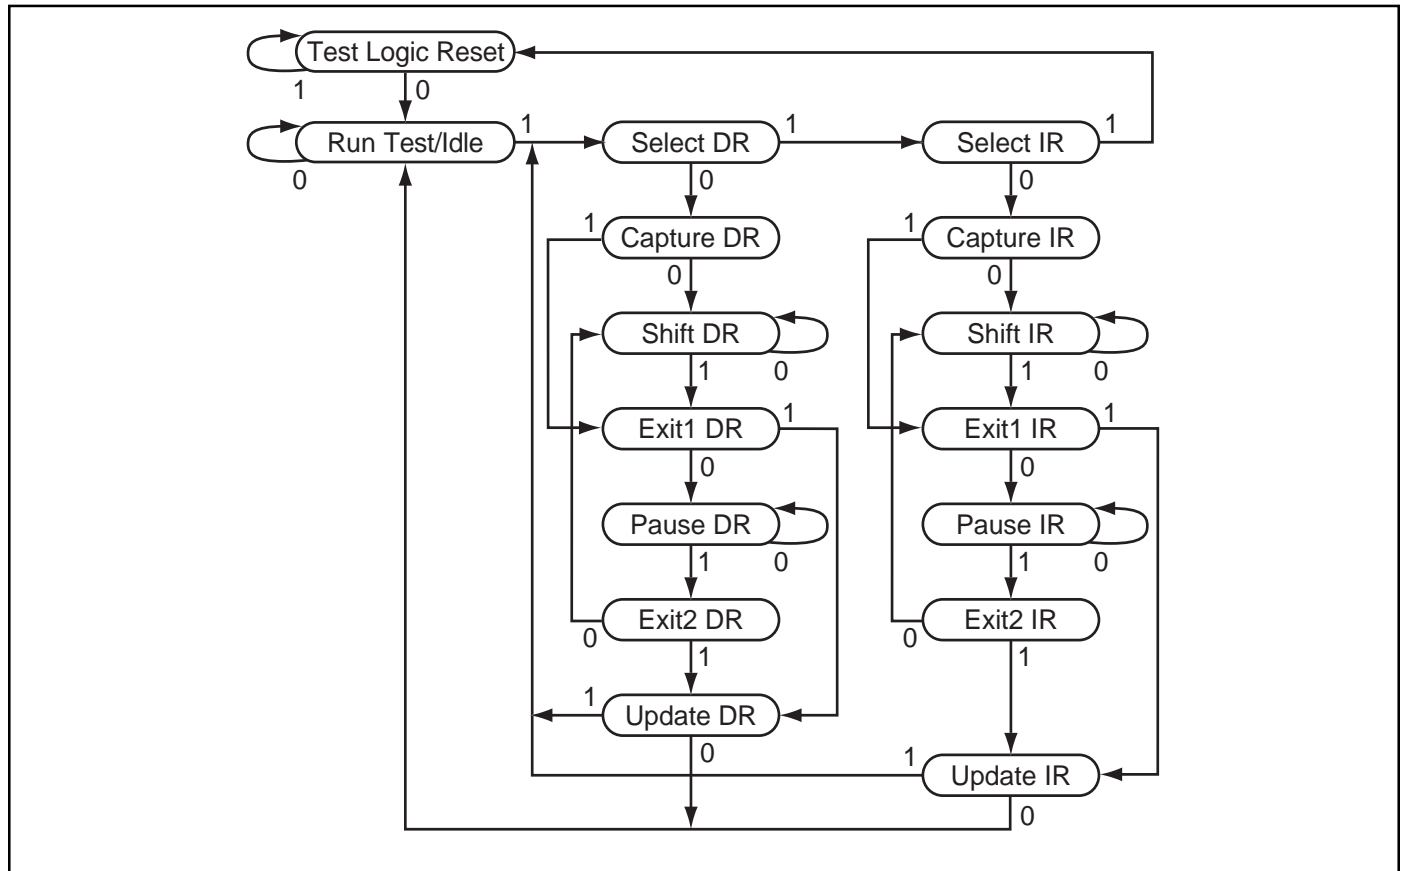 Test Logic Reset
1 0
Run Test/Idle 1 Select DR 1 Select IR 1
0 0 0
1 Capture DR 1 Capture IR
0 0
Shift DR Shift IR
1 0 1 0
Exit1 DR 1 Exit1 IR 1
0 0
Pause DR Pause IR
1 0 1 0
Exit2 DR Exit2 IR
0 1 0 1
1 Update DR
0 1 Update IR
0